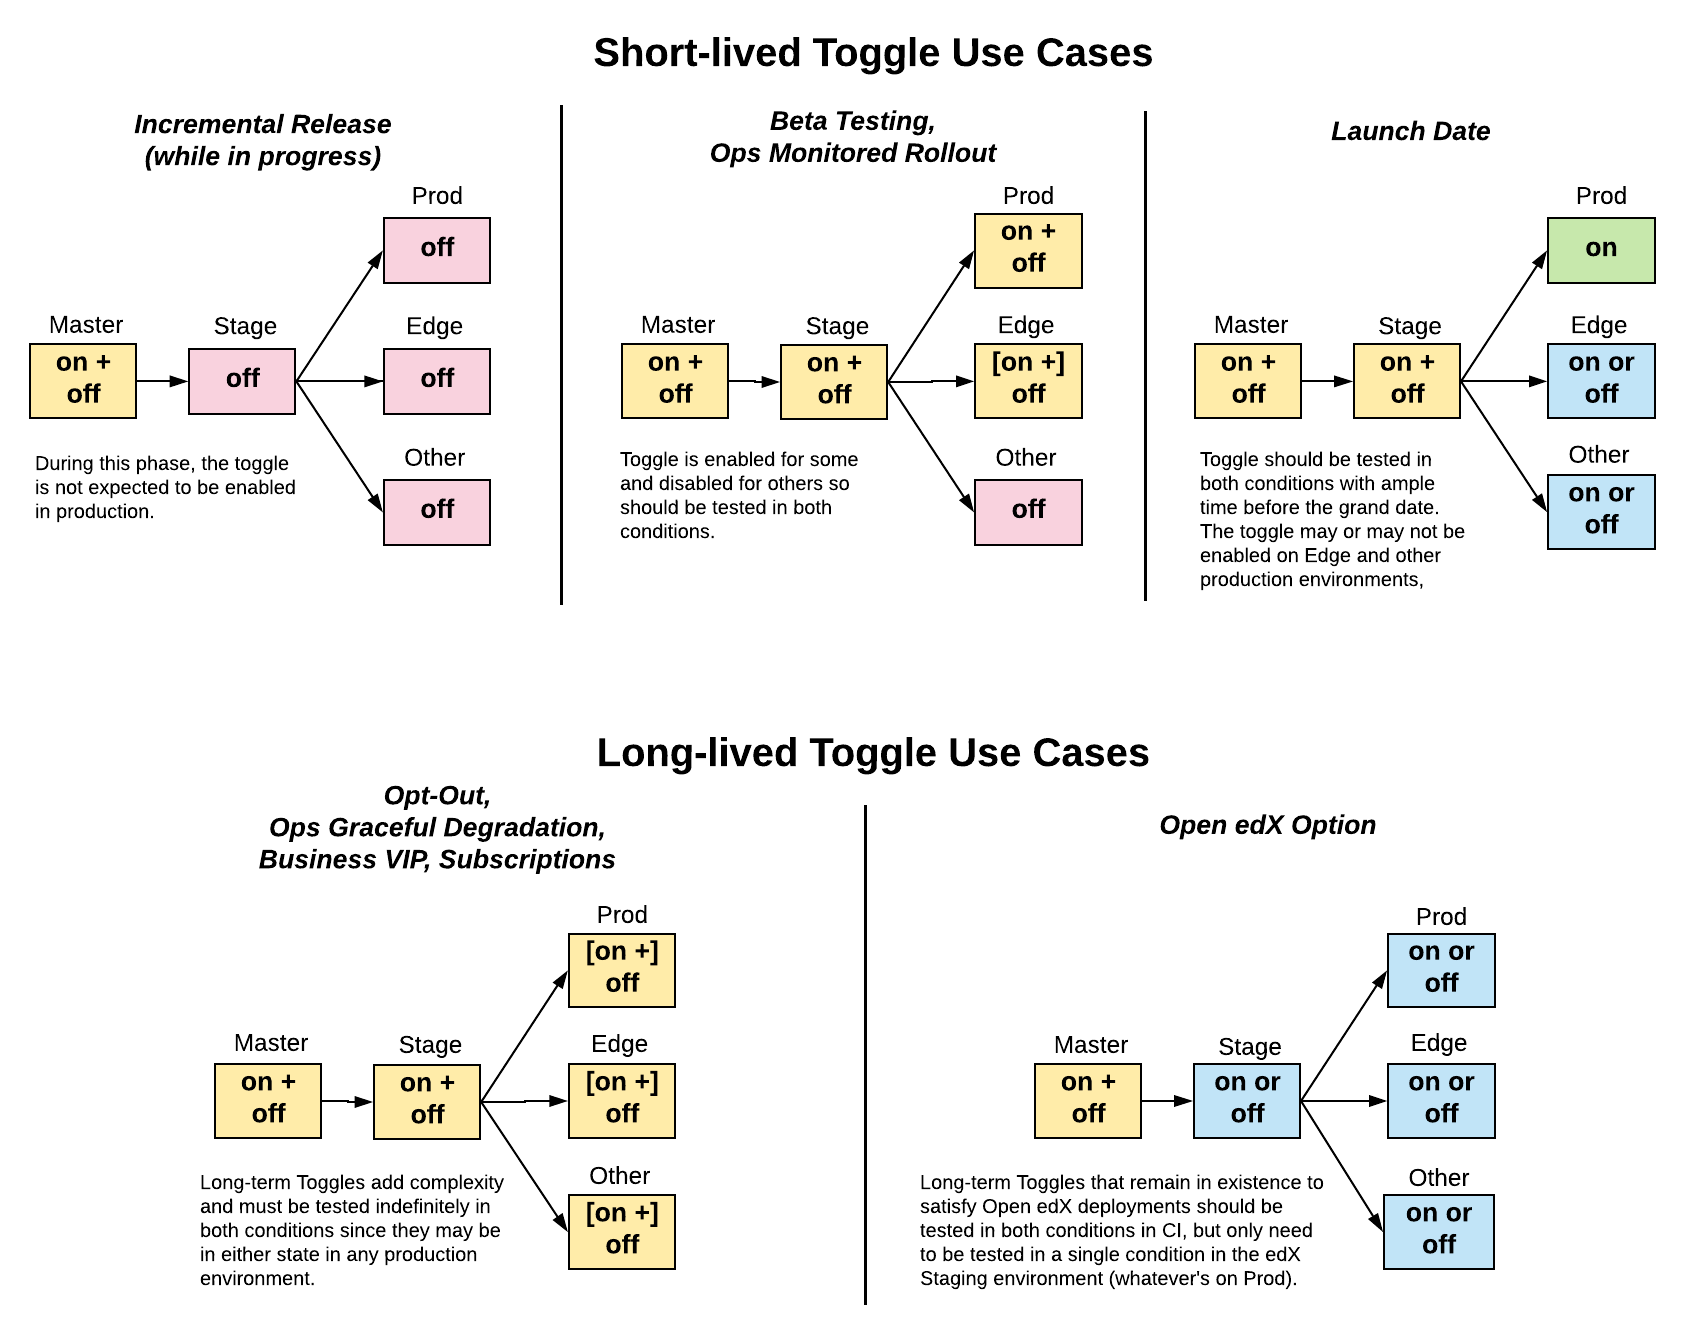 Short-lived Toggle Use Cases
Incremental Release
(while in progress)
Prod
off
Master
on +
off
Stage
off
Edge
off
Other
off
During this phase, the toggle
is not expected to be enabled
in production.
Beta Testing,
Ops Monitored Rollout
Prod
on +
off
Master
on +
off
Stage
on +
off
Edge
[on +]
off
Other
off
Toggle is enabled for some
and disabled for others so
should be tested in both
conditions.
Launch Date
Prod
on
Master
on +
off
Stage
on +
off
Edge
on or
off
Other
on or
off
Toggle should be tested in
both conditions with ample
time before the grand date.
The toggle may or may not be
enabled on Edge and other
production environments,
Long-lived Toggle Use Cases
Opt-Out,
Ops Graceful Degradation,
Business VIP, Subscriptions
Prod
[on +]
off
Master
on +
off
Stage
on +
off
Edge
[on +]
off
Other
[on +]
off
Long-term Toggles add complexity
and must be tested indefinitely in
both conditions since they may be
in either state in any production
environment.
Open edX Option
Prod
on or
off
Master
on +
off
Stage
on or
off
Edge
on or
off
Other
on or
off
Long-term Toggles that remain in existence to
satisfy Open edX deployments should be
tested in both conditions in CI, but only need
to be tested in a single condition in the edX
Staging environment (whatever's on Prod).